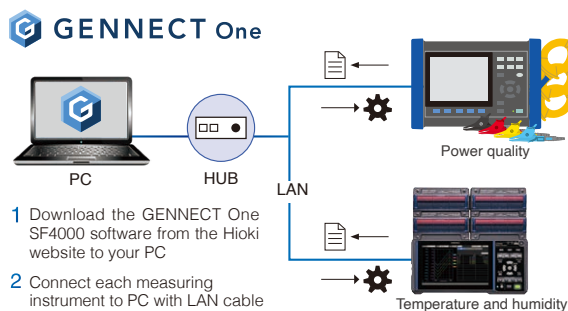 GENNECT One
PC
HUB
LAN
Power quality
Temperature and humidity
1 Download the GENNECT One
SF4000 software from the Hioki
website to your PC
2 Connect each measuring
instrument to PC with LAN cable